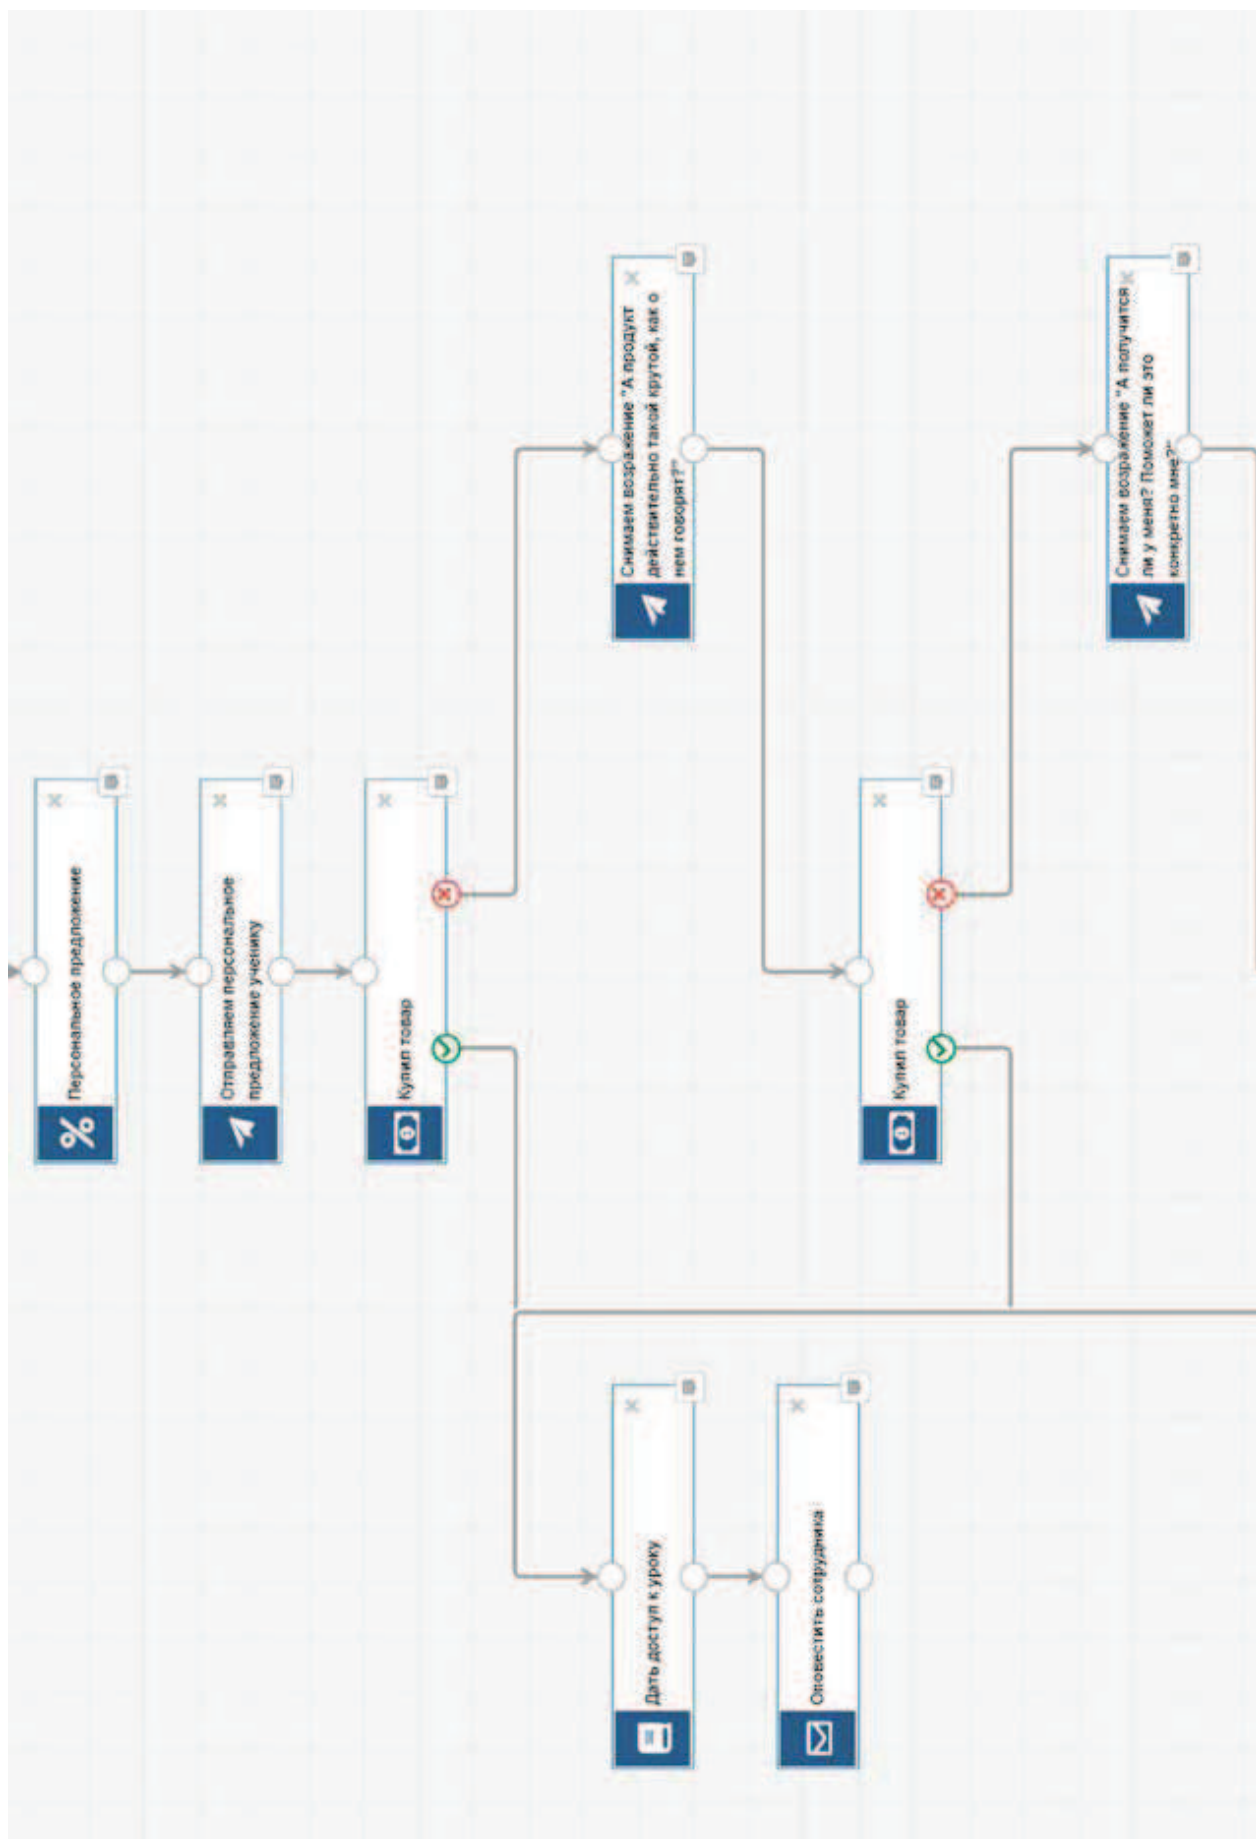 Персональное предложение
Отправляем персональное
предложение ученику
Купил товар
Снимаем возражение "А продукт
действительно такой крутой, как о
нем говорят?"
Купил товар
Снимаем возражение "А получится
ли у меня? Поможет ли это
конкретно мне?"
Дать доступ к уроку
Оповестить сотрудника